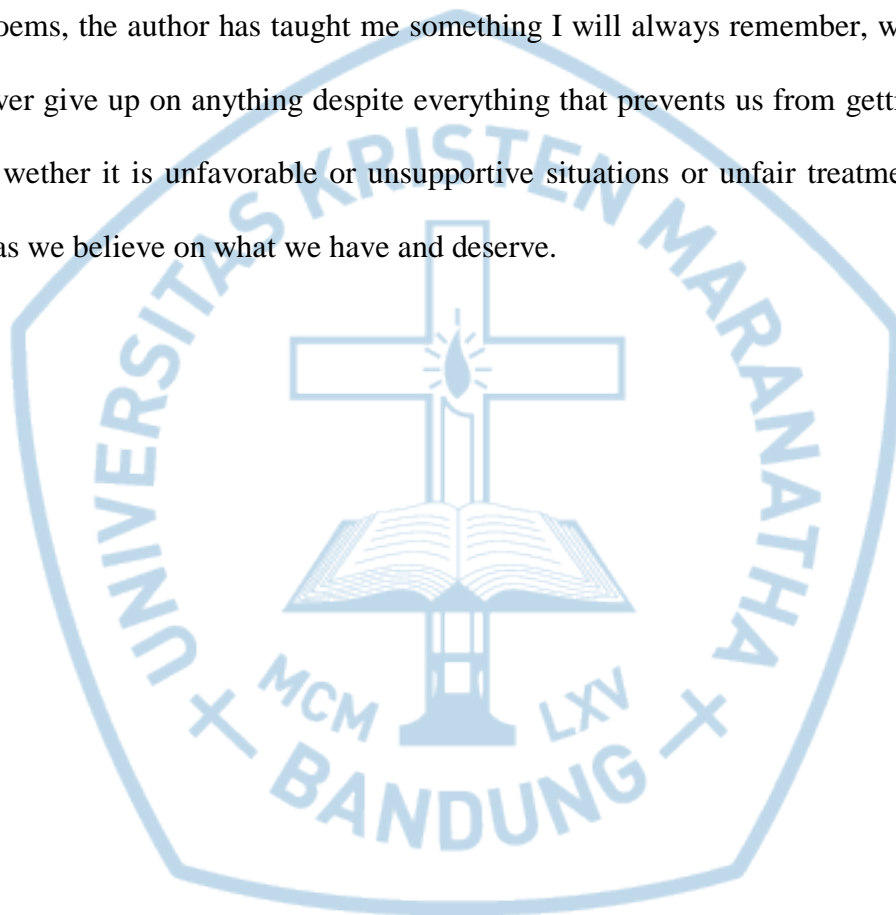 oems, the author has taught me something I will always remember, w
ver give up on anything despite everything that prevents us from gett
wether it is unfavorable or unsupportive situations or unfair treatme
as we believe on what we have and deserve.
UNIVERSITAS KRISTEN MARANATHA
MCM LXV
BANDUNG